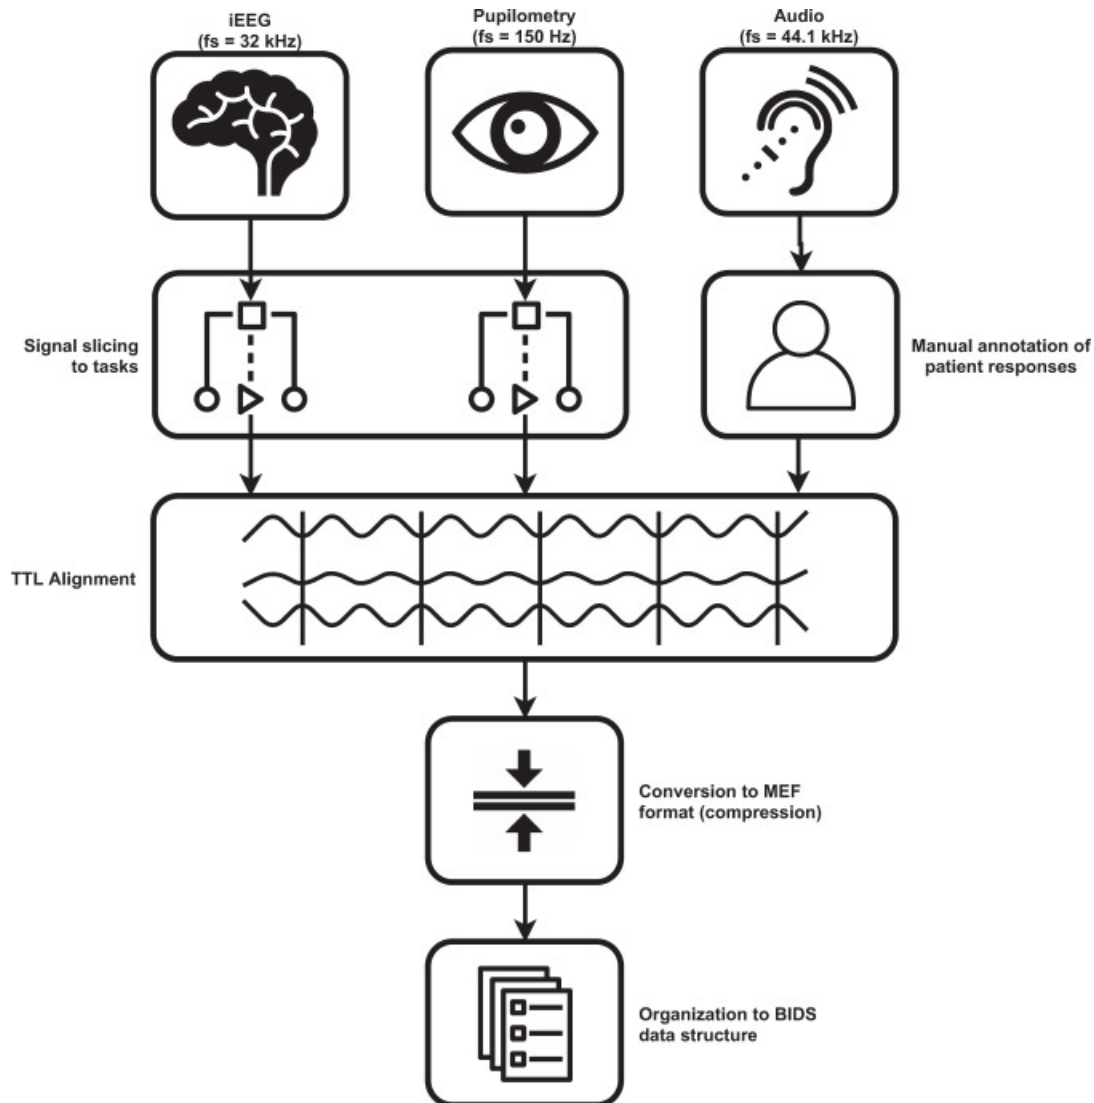 iEEG
(fs = 32 kHz)
Pupilometry
(fs = 150 Hz)
Audio
(fs = 44.1 kHz)
Signal slicing
to tasks
Manual annotation of
patient responses
TTL Alignment
Conversion to MEF
format (compression)
Organization to BIDS
data structure